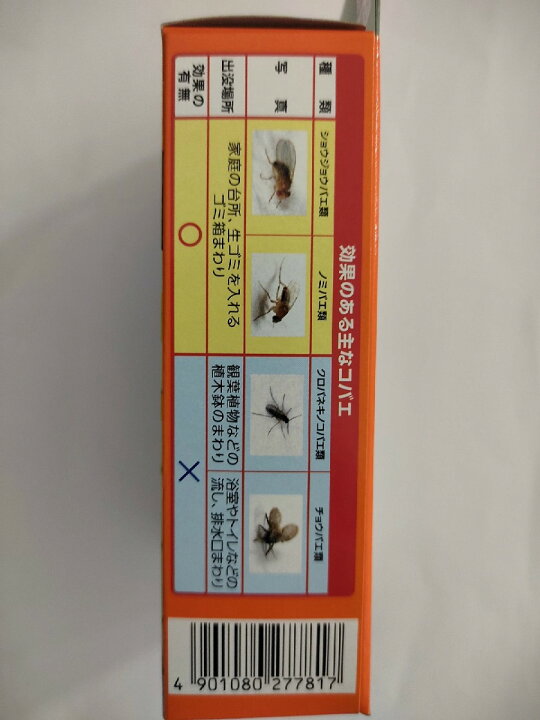 効果のある主なコバエ
種類
ショウジョウバエ類
ノミバエ類
クロバネキノコバエ類
チョウバエ類
写真
出没場所
家庭の台所、生ゴミを入れる
ゴミ箱まわり
観葉植物などの
植木鉢のまわり
浴室やトイレなどの
流し、排水口まわり
効果の
有無
○
×
4 901080 277817